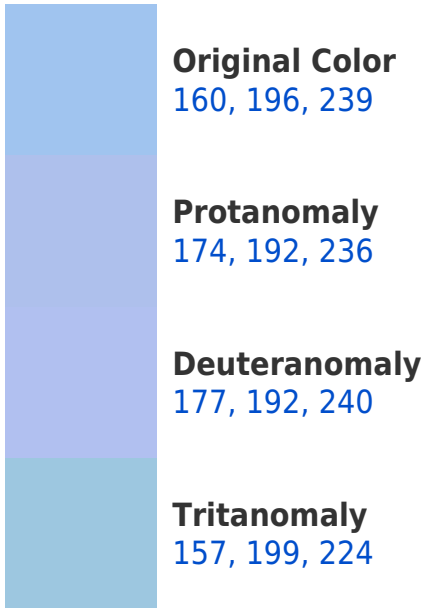 Original Color
160, 196, 239
Protanomaly
174, 192, 236
Deuteranomaly
177, 192, 240
Tritanomaly
157, 199, 224